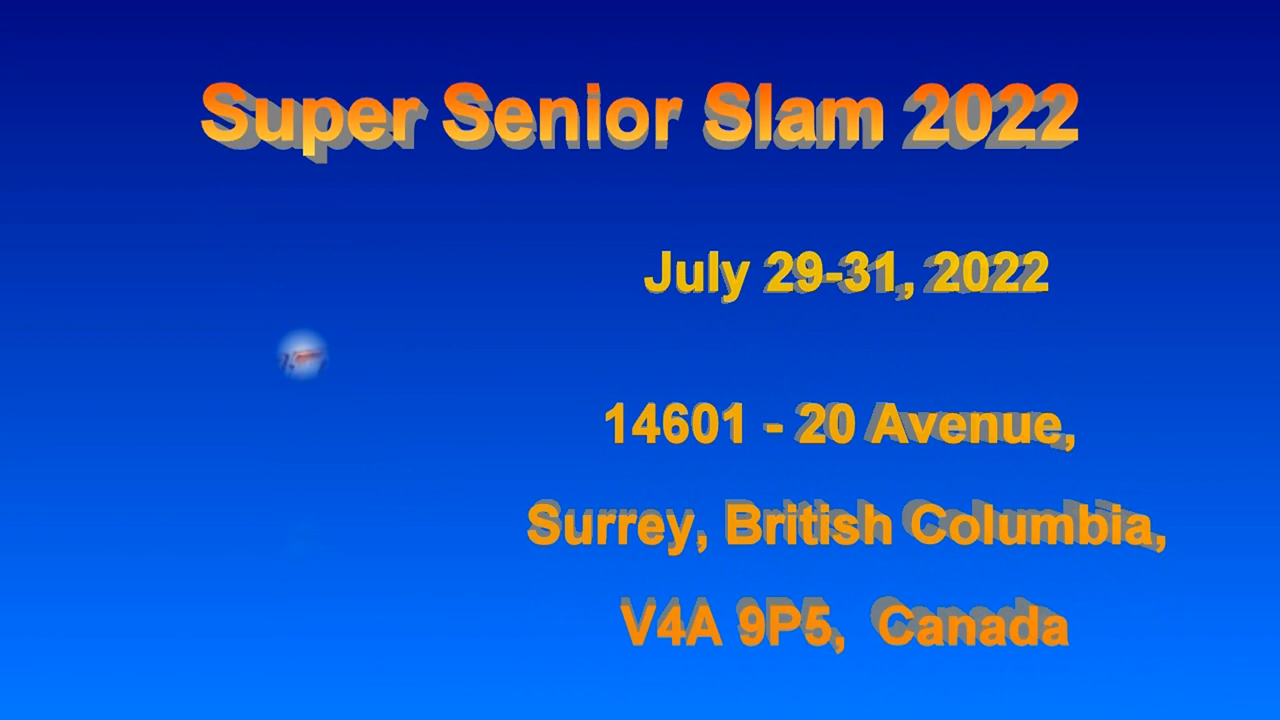 Super Senior Slam 2022
July 29-31, 2022
14601 - 20 Avenue,
Surrey, British Columbia,
V4A 9P5, Canada